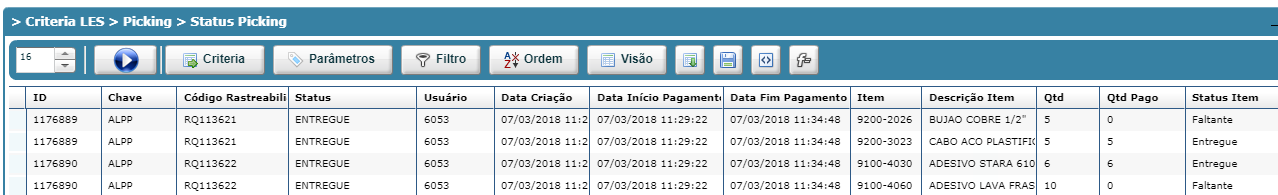 > Criteria LES > Picking > Status Picking
16 Criteria Parâmetros Filtro Ordem Visão
ID Chave Código Rastreabili Status Usuário Data Criação Data Início Pagament Data Fim Pagamento Item Descrição Item Qtd Qtd Pago Status Item
1176889 ALPP RQ113621 ENTREGUE 6053 07/03/2018 11:2 07/03/2018 11:29:22 07/03/2018 11:34:48 9200-2026 BUJAO COBRE 1/2" 5 0 Faltante
1176889 ALPP RQ113621 ENTREGUE 6053 07/03/2018 11:2 07/03/2018 11:29:22 07/03/2018 11:34:48 9200-3023 CABO ACO PLASTIFIC 5 5 Entregue
1176890 ALPP RQ113622 ENTREGUE 6053 07/03/2018 11:2 07/03/2018 11:29:22 07/03/2018 11:34:48 9100-4030 ADESIVO STARA 610 6 6 Entregue
1176890 ALPP RQ113622 ENTREGUE 6053 07/03/2018 11:2 07/03/2018 11:29:22 07/03/2018 11:34:48 9100-4060 ADESIVO LAVA FRAS 10 0 Faltante